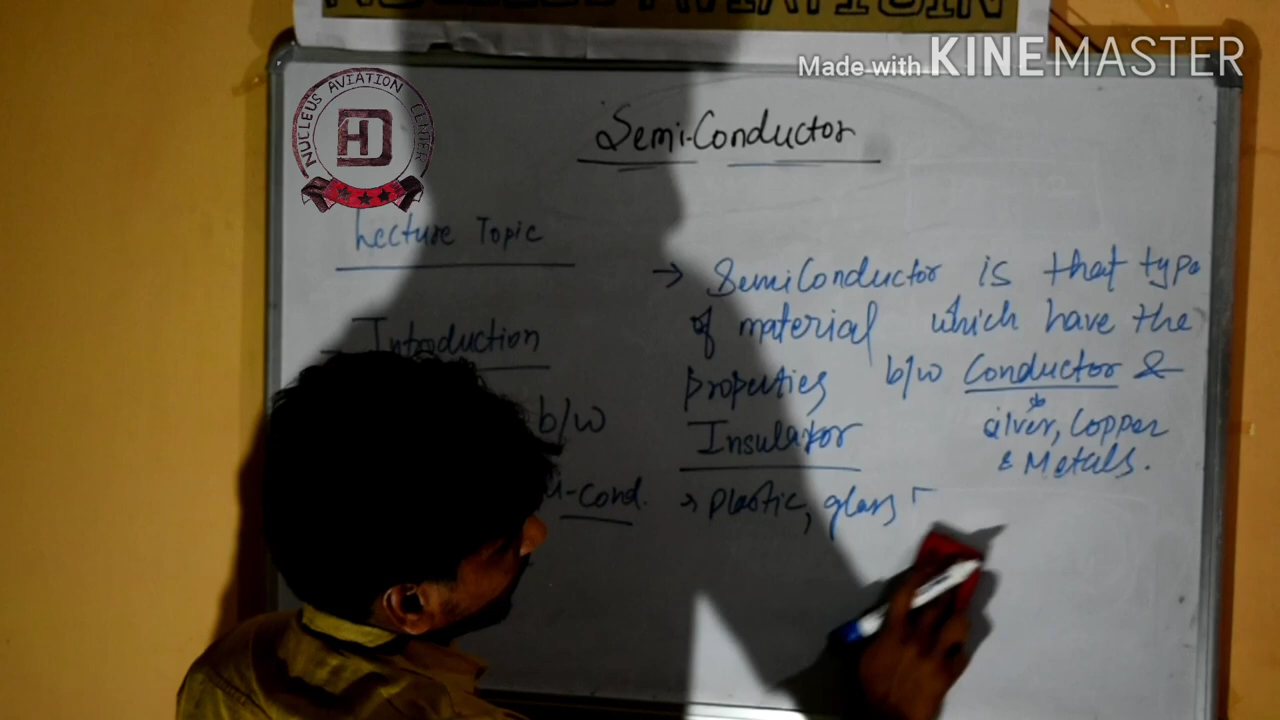 Made with KINEMASTER
NUCLEUS AVIATION CENTER
Semi-Conductor
Lecture Topic
Introduction
b/w
-cond.
→ SemiConductor is that type
of material which have the
properties b/w Conductor &
Insulator
silver, Copper
& Metals.
→ plastic, glass